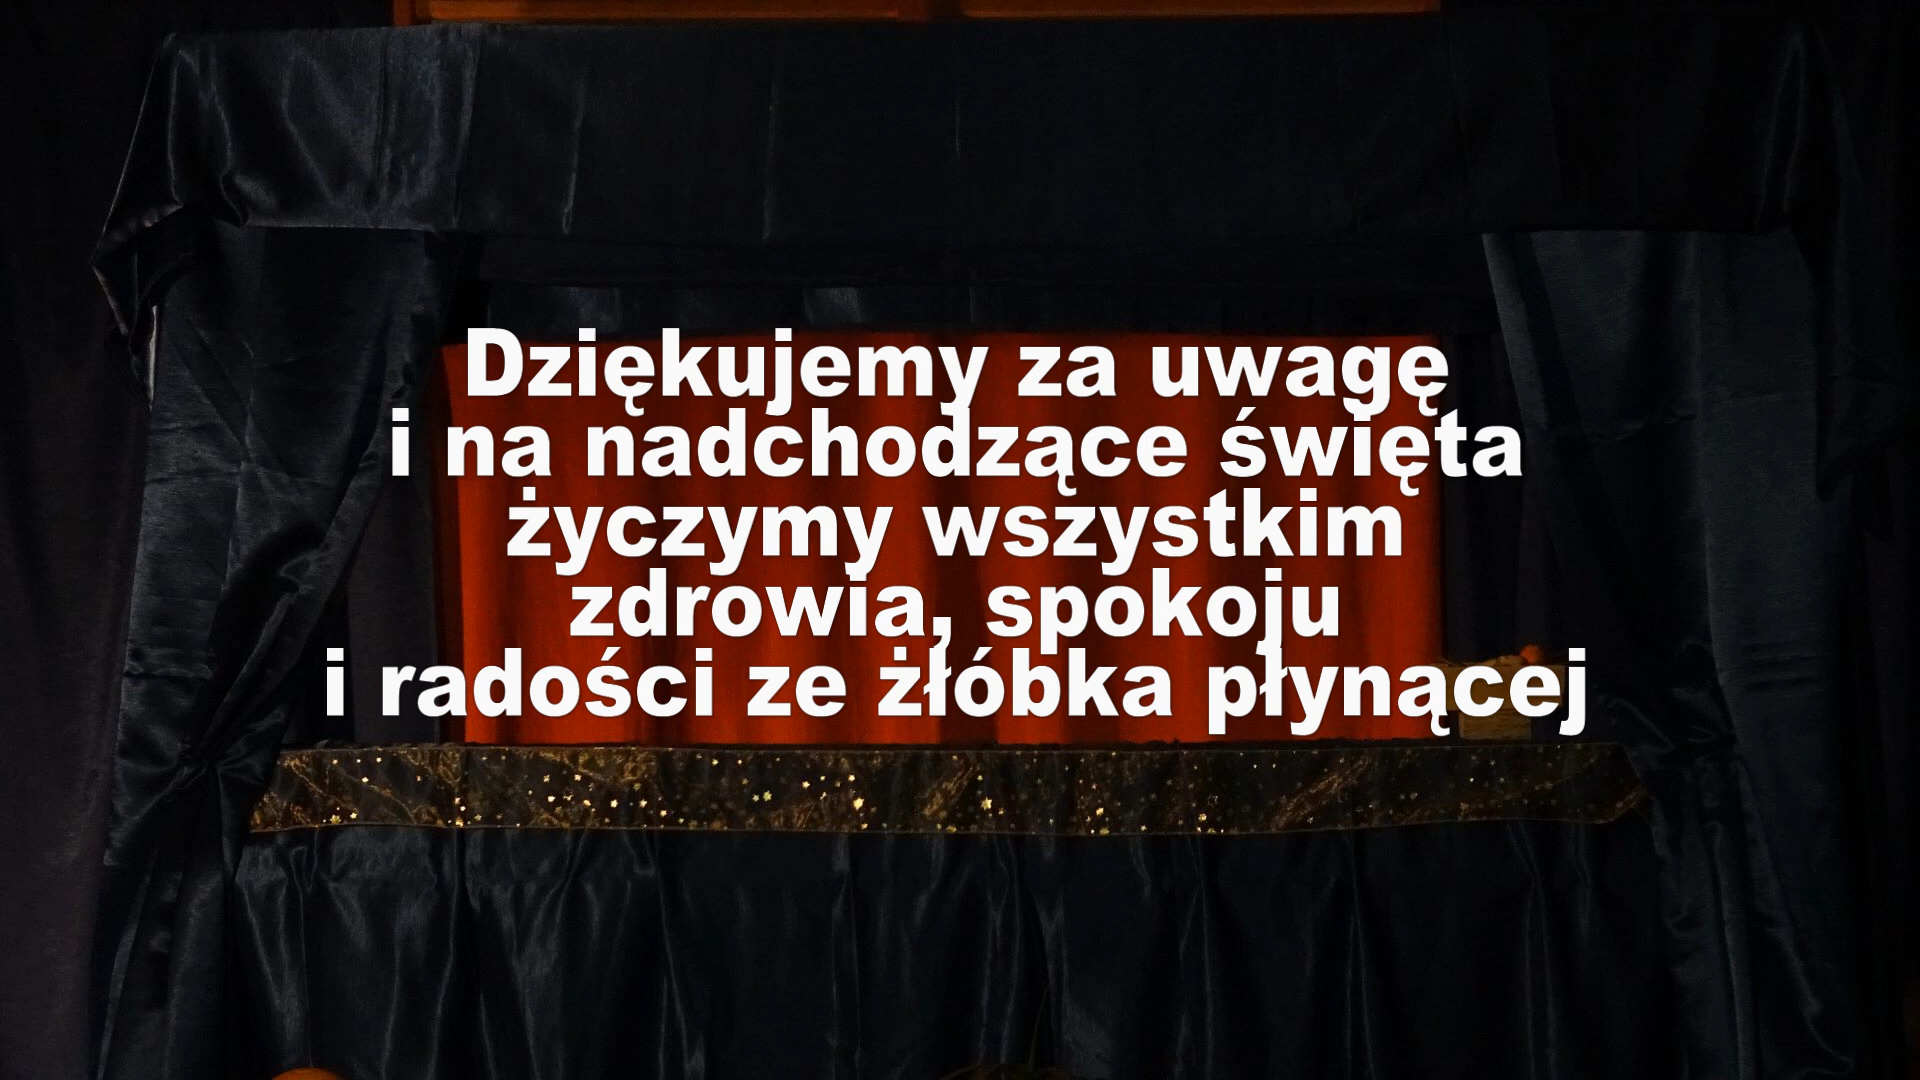 Dziękujemy za uwagę
i na nadchodzące święta
życzymy wszystkim
zdrowia, spokoju
i radości ze żłóbka płynącej